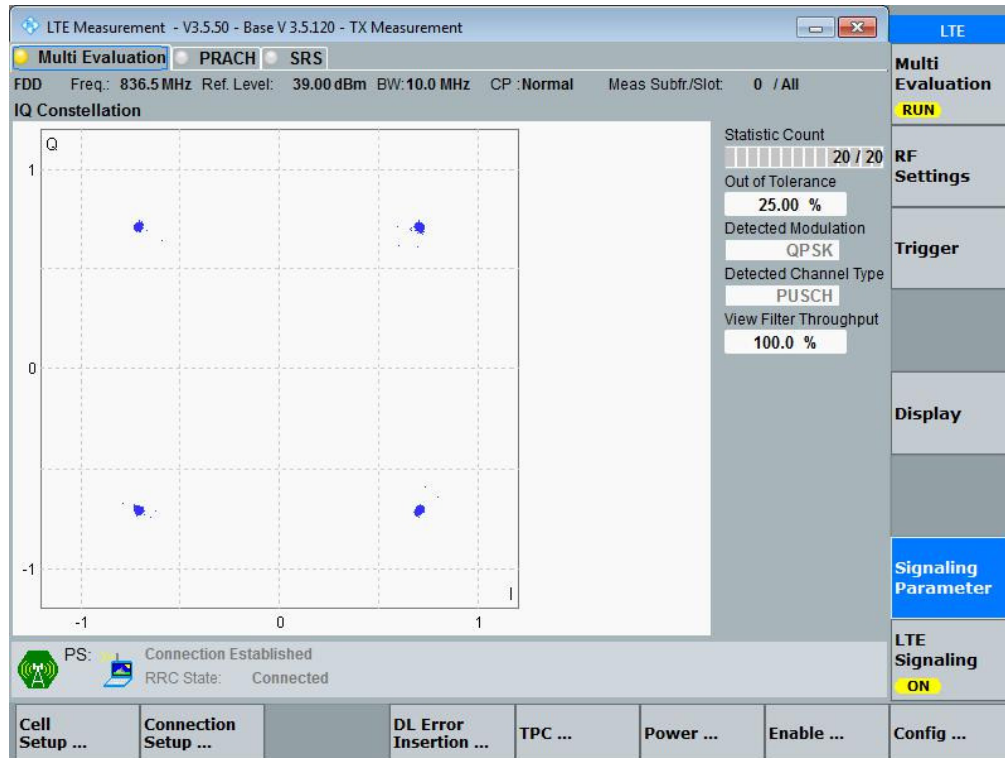 LTE Measurement - V3.5.50 - Base V 3.5.120 - TX Measurement
LTE
Multi Evaluation PRACH SRS
FDD Freq.: 836.5 MHz Ref. Level: 39.00 dBm BW: 10.0 MHz CP : Normal Meas Subfr./Slot: 0 / All
IQ Constellation
Q
1
0
-1
I
-1 0 1
Statistic Count
20 / 20
Out of Tolerance
25.00 %
Detected Modulation
QPSK
Detected Channel Type
PUSCH
View Filter Throughput
100.0 %
Multi
Evaluation
RUN
RF
Settings
Trigger
Display
Signaling
Parameter
LTE
Signaling
ON
PS: Connection Established
RRC State: Connected
Cell
Setup ...
Connection
Setup ...
DL Error
Insertion ...
TPC ...
Power ...
Enable ...
Config ...